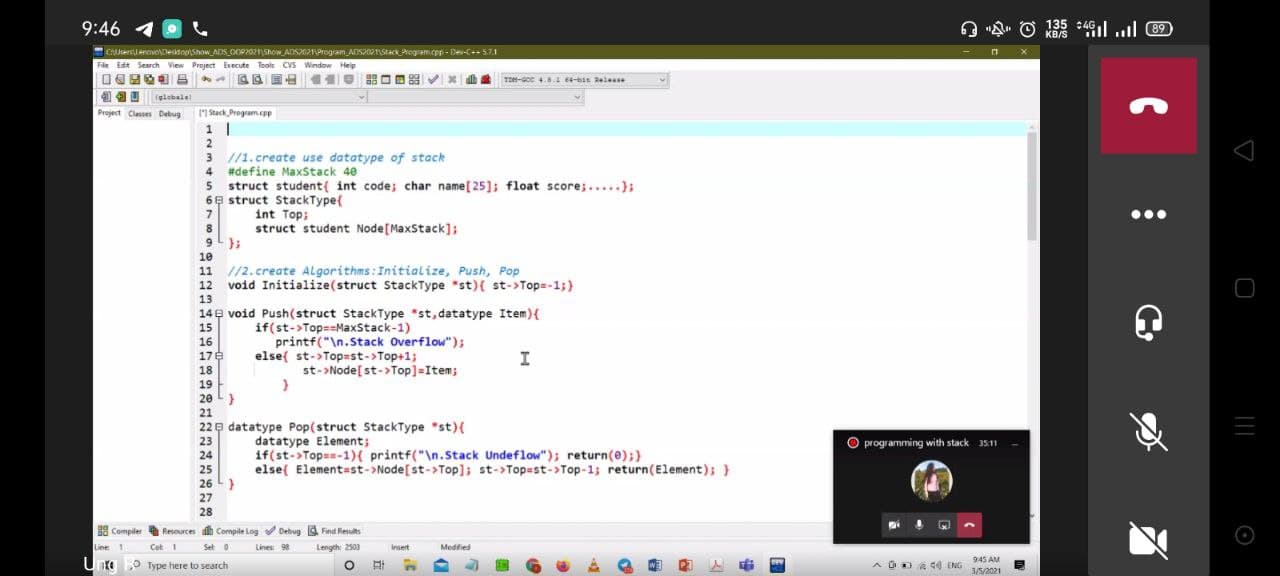 9:46
135
KB/S
4G
89
C:\Users\Lenovo\Desktop\Show_ADS_OOP2021\Show_ADS2021\Program_ADS2021\Stack_Program.cpp - Dev-C++ 5.7.1
File Edit Search View Project Execute Tools CVS Window Help
TDM-GCC 4.8.1 64-bit Release
(globals)
Project Classes Debug
[*] Stack_Program.cpp
1
2
3 //1.create use datatype of stack
4 #define MaxStack 40
5 struct student{ int code; char name[25]; float score;.....};
6 struct StackType{
7 int Top;
8 struct student Node[MaxStack];
9 };
10
11 //2.create Algorithms:Initialize, Push, Pop
12 void Initialize(struct StackType *st){ st->Top=-1;}
13
14 void Push(struct StackType *st,datatype Item){
15 if(st->Top==MaxStack-1)
16 printf("\n.Stack Overflow");
17 else{ st->Top=st->Top+1;
18 st->Node[st->Top]=Item;
19 }
20 }
21
22 datatype Pop(struct StackType *st){
23 datatype Element;
24 if(st->Top==-1){ printf("\n.Stack Undeflow"); return(0);}
25 else{ Element=st->Node[st->Top]; st->Top=st->Top-1; return(Element); }
26 }
27
28
programming with stack 35:11
Compiler Resources Compile Log Debug Find Results
Line: 1 Col: 1 Sel: 0 Lines: 98 Length: 2503 Insert Modified
Type here to search
ENG
9:45 AM
3/5/2021